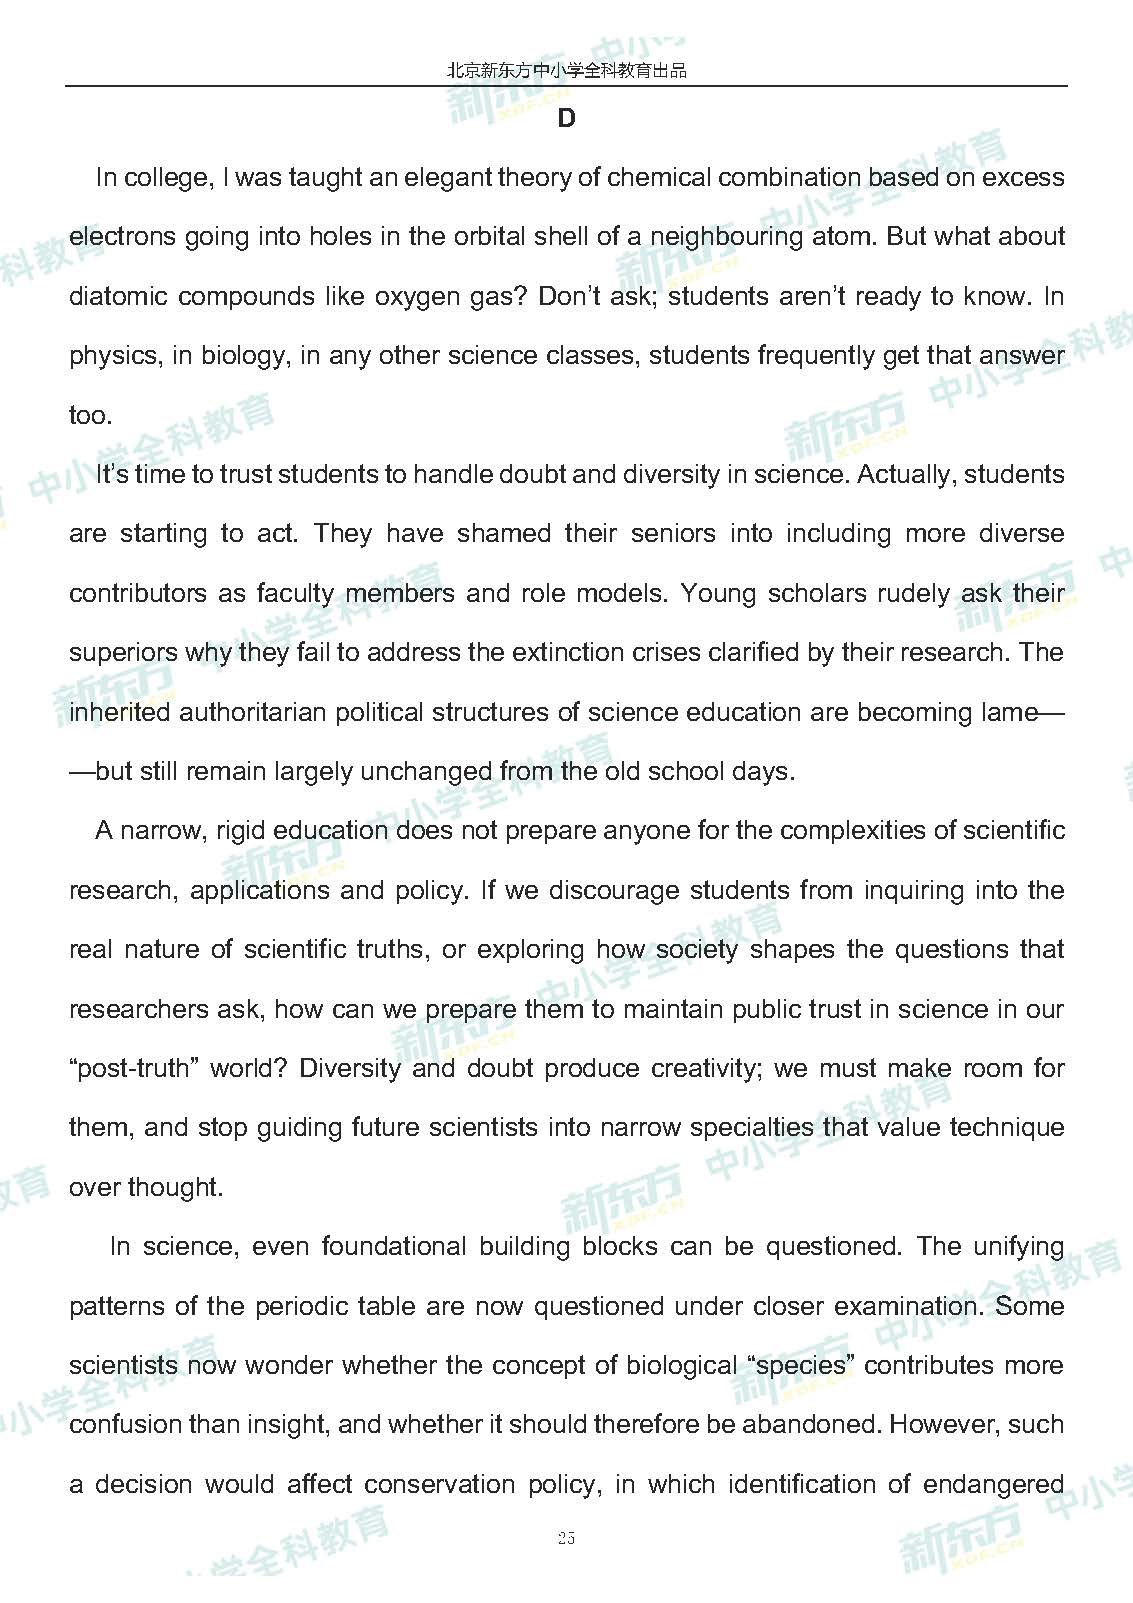 北京新东方中小学全科教育出品
D
In college, I was taught an elegant theory of chemical combination based on excess
electrons going into holes in the orbital shell of a neighbouring atom. But what about
diatomic compounds like oxygen gas? Don’t ask; students aren’t ready to know. In
physics, in biology, in any other science classes, students frequently get that answer
too.
It’s time to trust students to handle doubt and diversity in science. Actually, students
are starting to act. They have shamed their seniors into including more diverse
contributors as faculty members and role models. Young scholars rudely ask their
superiors why they fail to address the extinction crises clarified by their research. The
inherited authoritarian political structures of science education are becoming lame—
—but still remain largely unchanged from the old school days.
A narrow, rigid education does not prepare anyone for the complexities of scientific
research, applications and policy. If we discourage students from inquiring into the
real nature of scientific truths, or exploring how society shapes the questions that
researchers ask, how can we prepare them to maintain public trust in science in our
“post-truth” world? Diversity and doubt produce creativity; we must make room for
them, and stop guiding future scientists into narrow specialties that value technique
over thought.
In science, even foundational building blocks can be questioned. The unifying
patterns of the periodic table are now questioned under closer examination. Some
scientists now wonder whether the concept of biological “species” contributes more
confusion than insight, and whether it should therefore be abandoned. However, such
a decision would affect conservation policy, in which identification of endangered
25